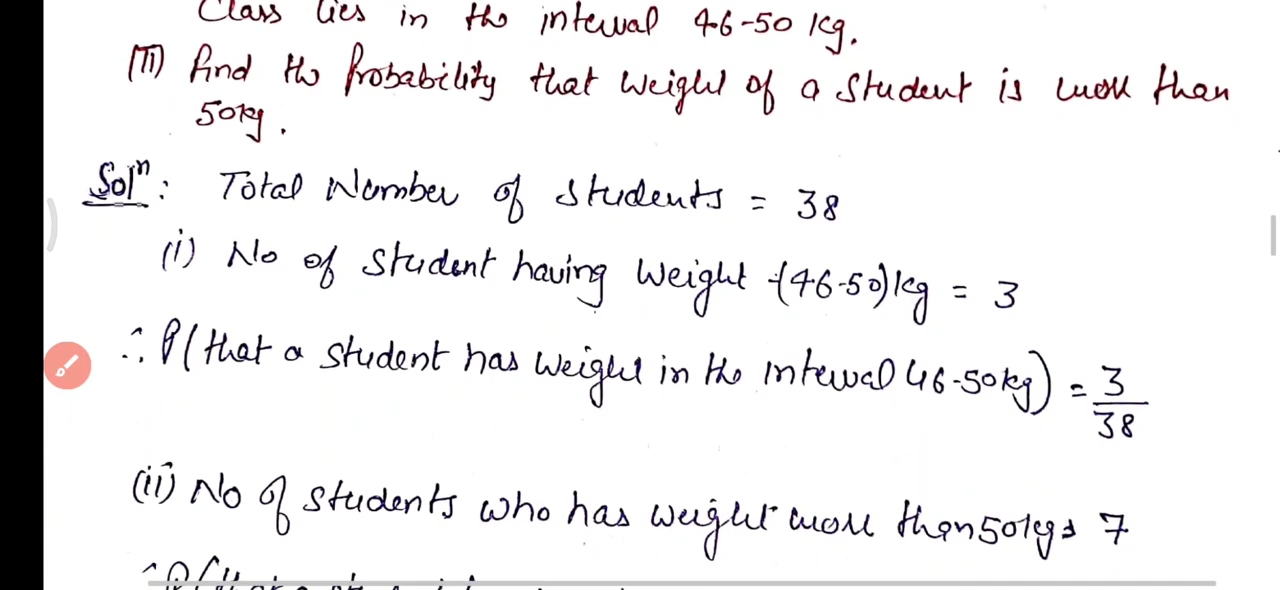 Class lies in the interval 46-50 kg.
(II) find the Probability that weight of a student is more than
50kg.
Solⁿ: Total Number of students = 38
(i) No of student having weight (46-50)kg = 3
∴ P(that a student has weight in the interval 46-50kg) = 3/38
(ii) No of students who has weight more than 50kg = 7